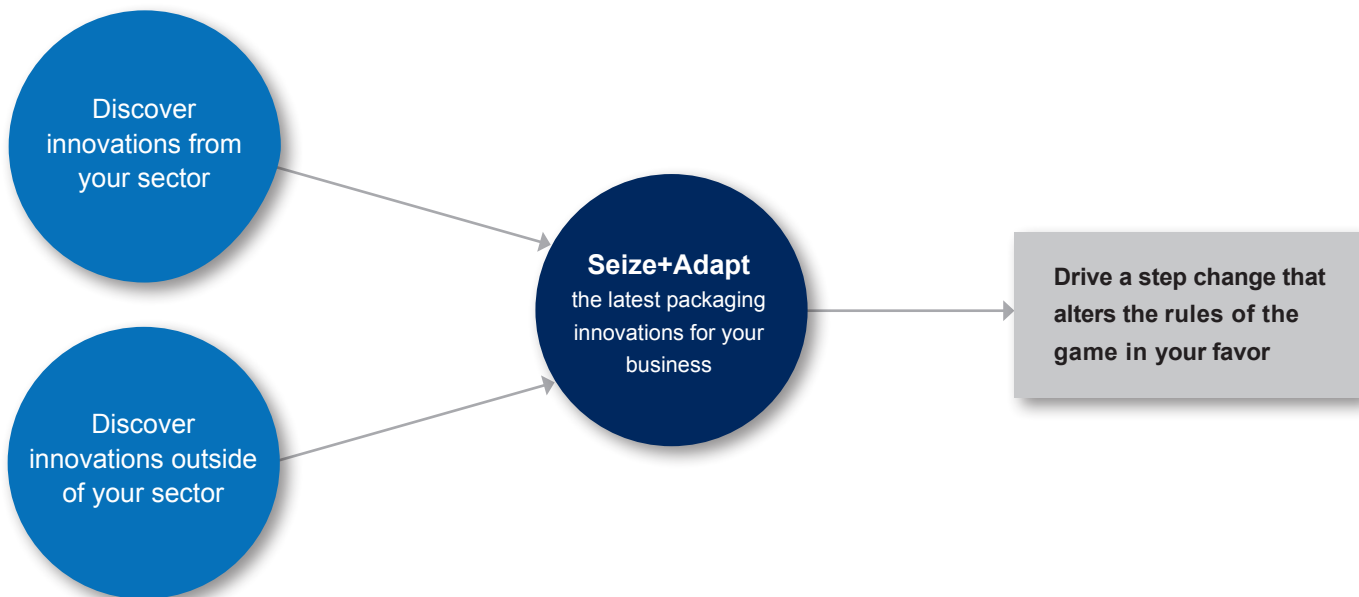 Discover
innovations from
your sector
Discover
innovations outside
of your sector
Seize+Adapt
the latest packaging
innovations for your
business
Drive a step change that
alters the rules of the
game in your favor